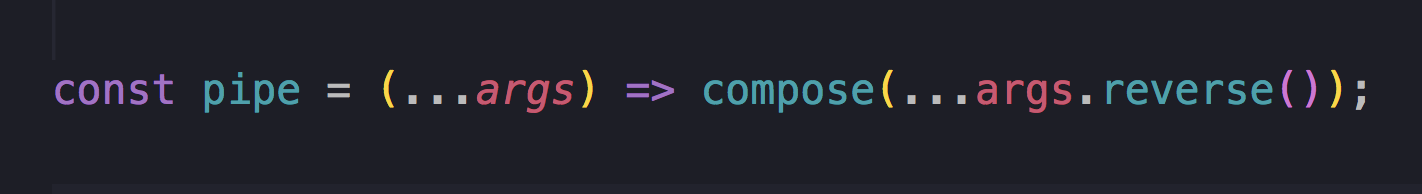 const pipe = (...args) => compose(...args.reverse());